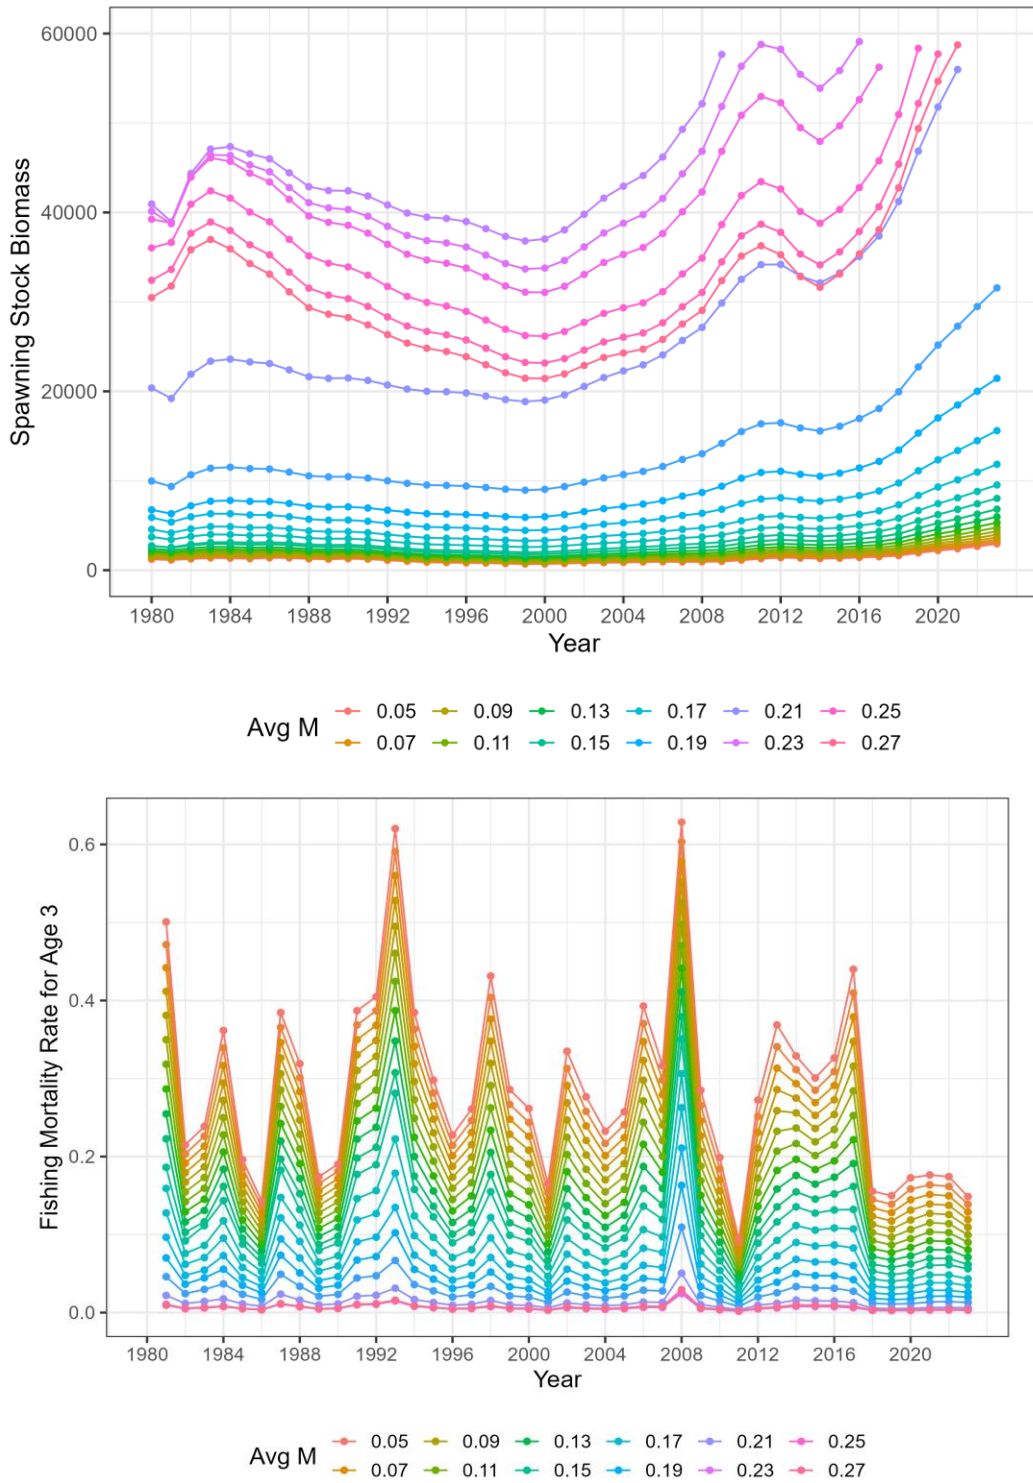 60000
40000
20000
0
Spawning Stock Biomass
1980 1984 1988 1992 1996 2000 2004 2008 2012 2016 2020
Year
Avg M
0.05 0.09 0.13 0.17 0.21 0.25
0.07 0.11 0.15 0.19 0.23 0.27
0.6
0.4
0.2
0.0
Fishing Mortality Rate for Age 3
1980 1984 1988 1992 1996 2000 2004 2008 2012 2016 2020
Year
Avg M
0.05 0.09 0.13 0.17 0.21 0.25
0.07 0.11 0.15 0.19 0.23 0.27